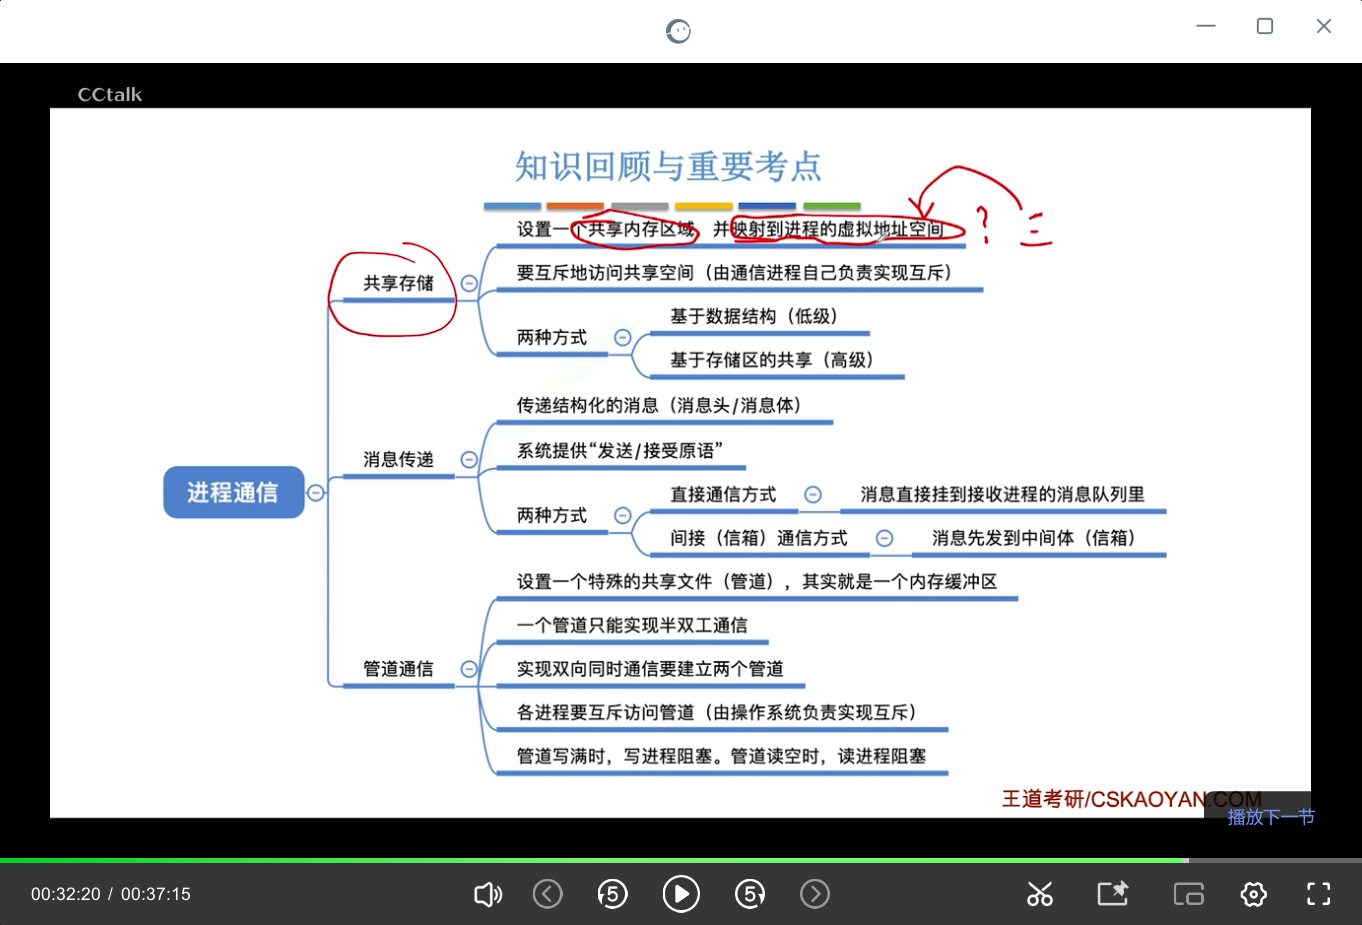 CCtalk
知识回顾与重要考点
设置一个共享内存区域 并映射到进程的虚拟地址空间 ? 三
共享存储
要互斥地访问共享空间（由通信进程自己负责实现互斥）
两种方式
基于数据结构（低级）
基于存储区的共享（高级）
进程通信
消息传递
传递结构化的消息（消息头/消息体）
系统提供“发送/接受原语”
两种方式
直接通信方式 消息直接挂到接收进程的消息队列里
间接（信箱）通信方式 消息先发到中间体（信箱）
管道通信
设置一个特殊的共享文件（管道），其实就是一个内存缓冲区
一个管道只能实现半双工通信
实现双向同时通信要建立两个管道
各进程要互斥访问管道（由操作系统负责实现互斥）
管道写满时，写进程阻塞。管道读空时，读进程阻塞
王道考研/CSKAOYAN.COM
播放下一节
00:32:20 / 00:37:15
5
5